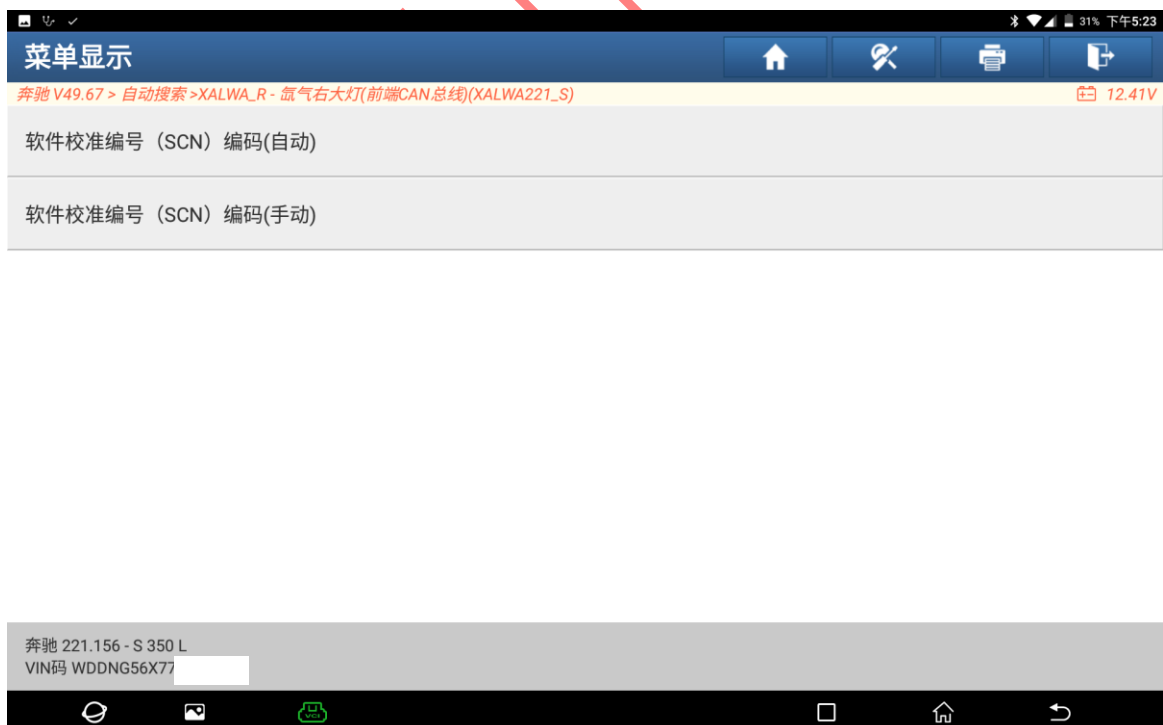 31% 下午5:23
菜单显示
奔驰 V49.67 > 自动搜索 >XALWA_R - 氙气右大灯(前端CAN总线)(XALWA221_S)
12.41V
软件校准编号（SCN）编码(自动)
软件校准编号（SCN）编码(手动)
奔驰 221.156 - S 350 L
VIN码 WDDNG56X77
VCI